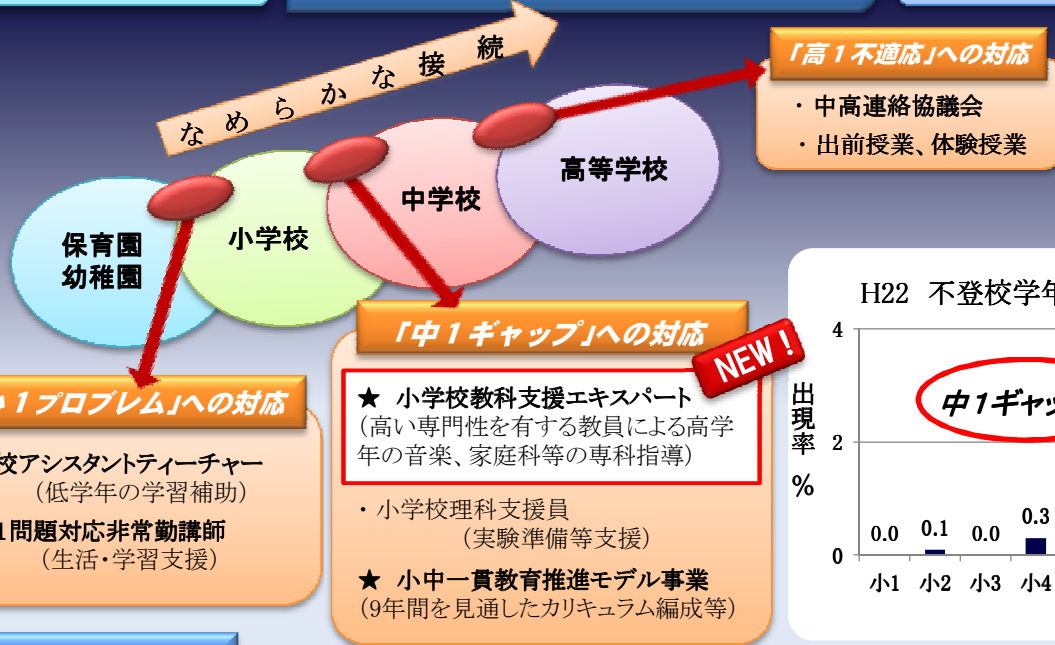 なめらかな接続
保育園
幼稚園
小学校
中学校
高等学校
「高1不適応」への対応
・中高連絡協議会
・出前授業、体験授業
1プロブレム」への対応
校アシスタントティーチャー
（低学年の学習補助）
1問題対応非常勤講師
（生活・学習支援）
「中1ギャップ」への対応
NEW！
★ 小学校教科支援エキスパート
（高い専門性を有する教員による高学
年の音楽、家庭科等の専科指導）
・小学校理科支援員
（実験準備等支援）
★ 小中一貫教育推進モデル事業
（9年間を見通したカリキュラム編成等）
H22 不登校学年
出現率 %
4
2
0
中1ギャッ
0.0 0.1 0.0 0.3
小1 小2 小3 小4